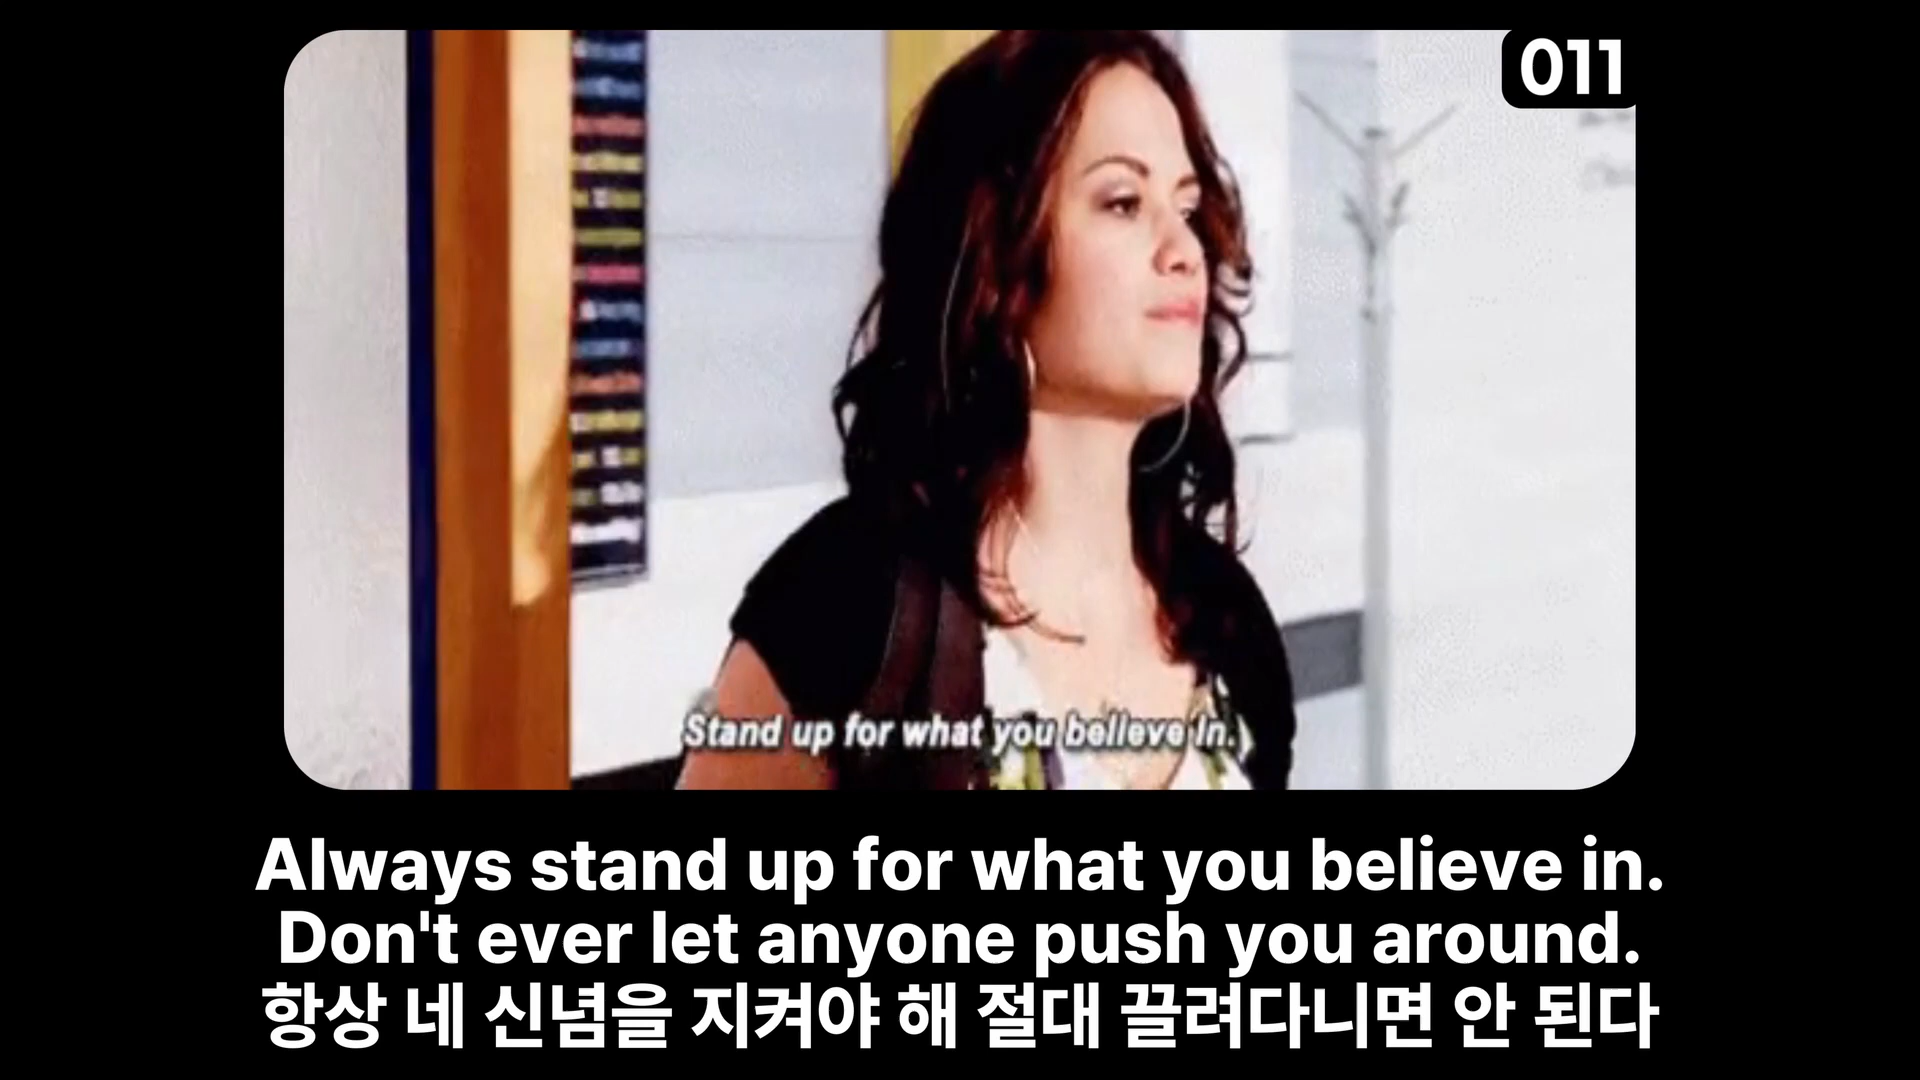 011
Stand up for what you believe in.
Always stand up for what you believe in.
Don't ever let anyone push you around.
항상 네 신념을 지켜야 해 절대 끌려다니면 안 된다